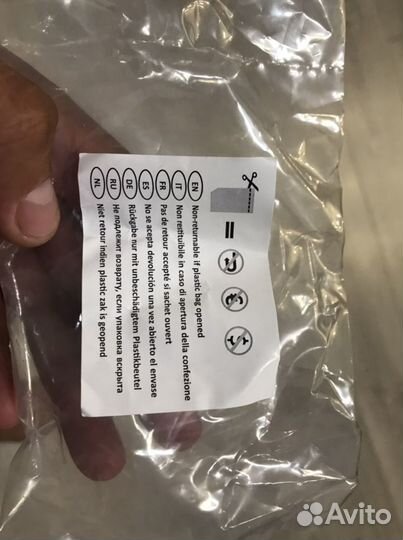 =
EN Non-returnable if plastic bag opened
IT Non restituibile in caso di apertura della confezione
FR Pas de retour accepté si sachet ouvert
ES No se acepta devolución una vez abierto el envase
DE Rückgabe nur mit unbeschädigtem Plastikbeutel
RU Не подлежит возврату, если упаковка вскрыта
NL Niet retour indien plastic zak is geopend
Avito